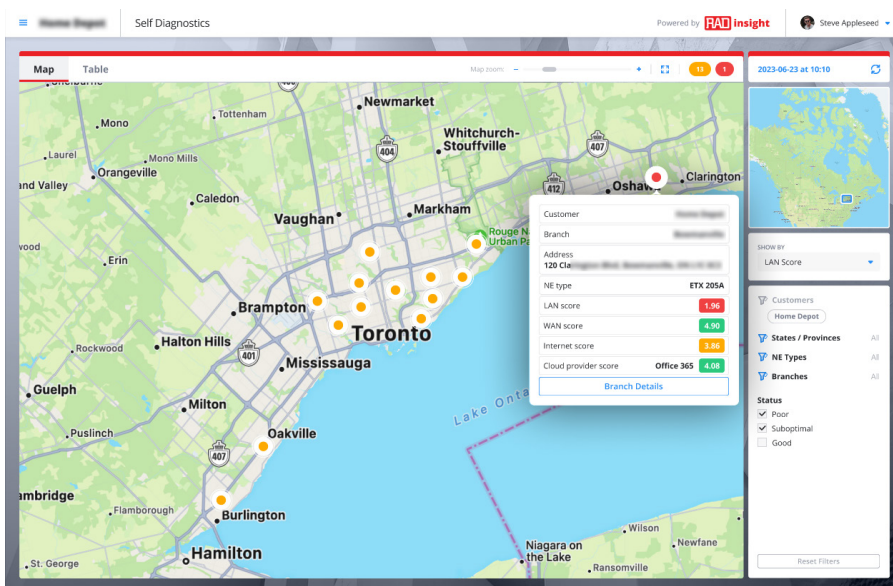 Self Diagnostics
Powered by RAD insight
Steve Appleseed
Map Table
Map zoom: − +
13 1
2023-06-23 at 10:10
Newmarket
Mono
Tottenham
404
Whitchurch-
Stouffville
407
Laurel
Mono Mills
Orangeville
and Valley
Caledon
412
Oshaw
Clarington
Vaughan
Markham
Rouge Na
Urban Pa
wood
Erin
Brampton
Toronto
Rockwood
Halton Hills
401
Mississauga
Guelph
Milton
Lake Onta
Puslinch
Oakville
407
ambridge
Flamborough
Burlington
Hamilton
St. George
Niagara on
the Lake
Wilson
Newfane
Ransomville
Customer
Branch
Address
120 Cla
NE type ETX 205A
LAN score 1.96
WAN score 4.90
Internet score 3.86
Cloud provider score Office 365 4.08
Branch Details
SHOW BY
LAN Score
Customers
Home Depot
States / Provinces All
NE Types All
Branches All
Status
Poor
Suboptimal
Good
Reset Filters